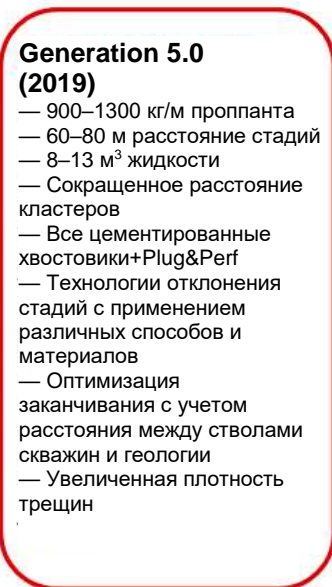 Generation 5.0
(2019)
— 900–1300 кг/м проппанта
— 60–80 м расстояние стадий
— 8–13 м³ жидкости
— Сокращенное расстояние
кластеров
— Все цементированные
хвостовики+Plug&Perf
— Технологии отклонения
стадий с применением
различных способов и
материалов
— Оптимизация
заканчивания с учетом
расстояния между стволами
скважин и геологии
— Увеличенная плотность
трещин